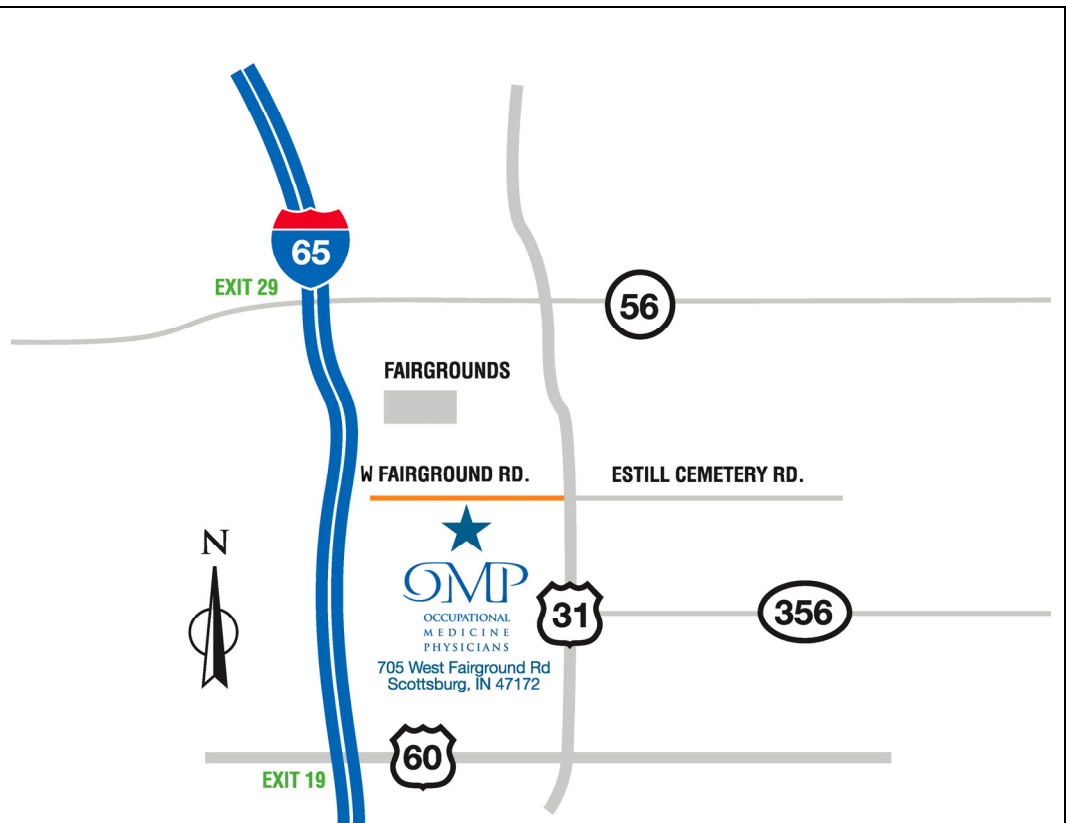 65
EXIT 29
56
FAIRGROUNDS
W FAIRGROUND RD.
ESTILL CEMETERY RD.
N
OMP
OCCUPATIONAL
MEDICINE
PHYSICIANS
31
356
705 West Fairground Rd
Scottsburg, IN 47172
60
EXIT 19